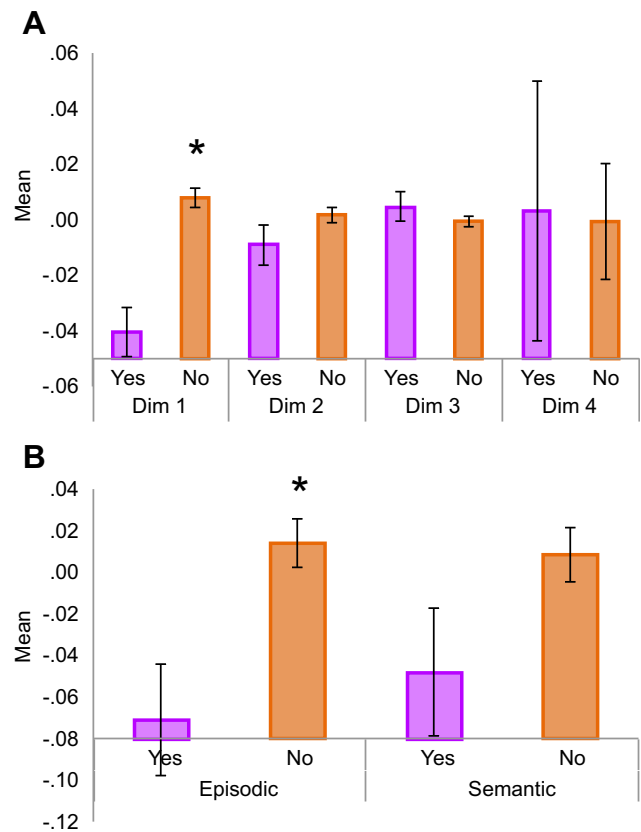 A
.06
.04
.02
.00
-.02
-.04
-.06
Mean
*
Yes No Yes No Yes No Yes No
Dim 1 Dim 2 Dim 3 Dim 4
B
.04
.02
.00
-.02
-.04
-.06
-.08
-.10
-.12
Mean
*
Yes No Yes No
Episodic Semantic